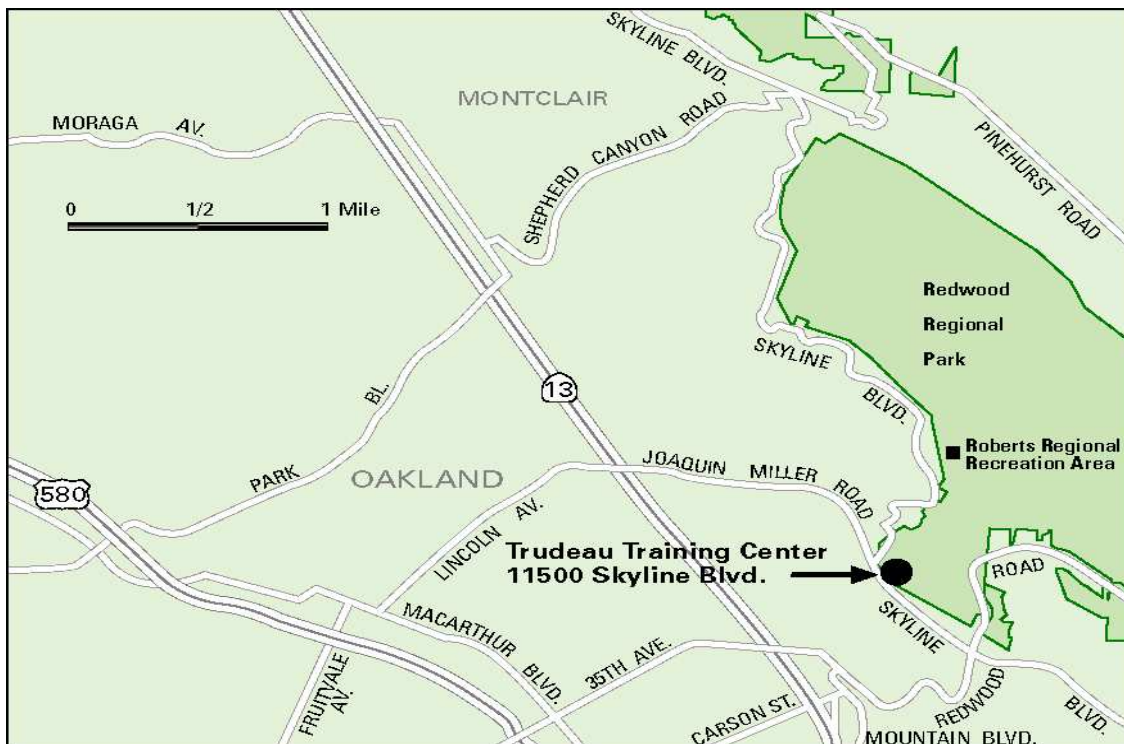 SKYLINE BLVD.
MONTCLAIR
MORAGA AV.
SHEPHERD CANYON ROAD
PINEHURST ROAD
0 1/2 1 Mile
Redwood
Regional
Park
SKYLINE BLVD.
13
PARK BL.
Roberts Regional
Recreation Area
JOAQUIN MILLER ROAD
OAKLAND
580
LINCOLN AV.
Trudeau Training Center
11500 Skyline Blvd.
ROAD
MACARTHUR BLVD.
SKYLINE BLVD.
35TH AVE.
FRUITVALE
AV.
REDWOOD
CARSON ST.
MOUNTAIN BLVD.